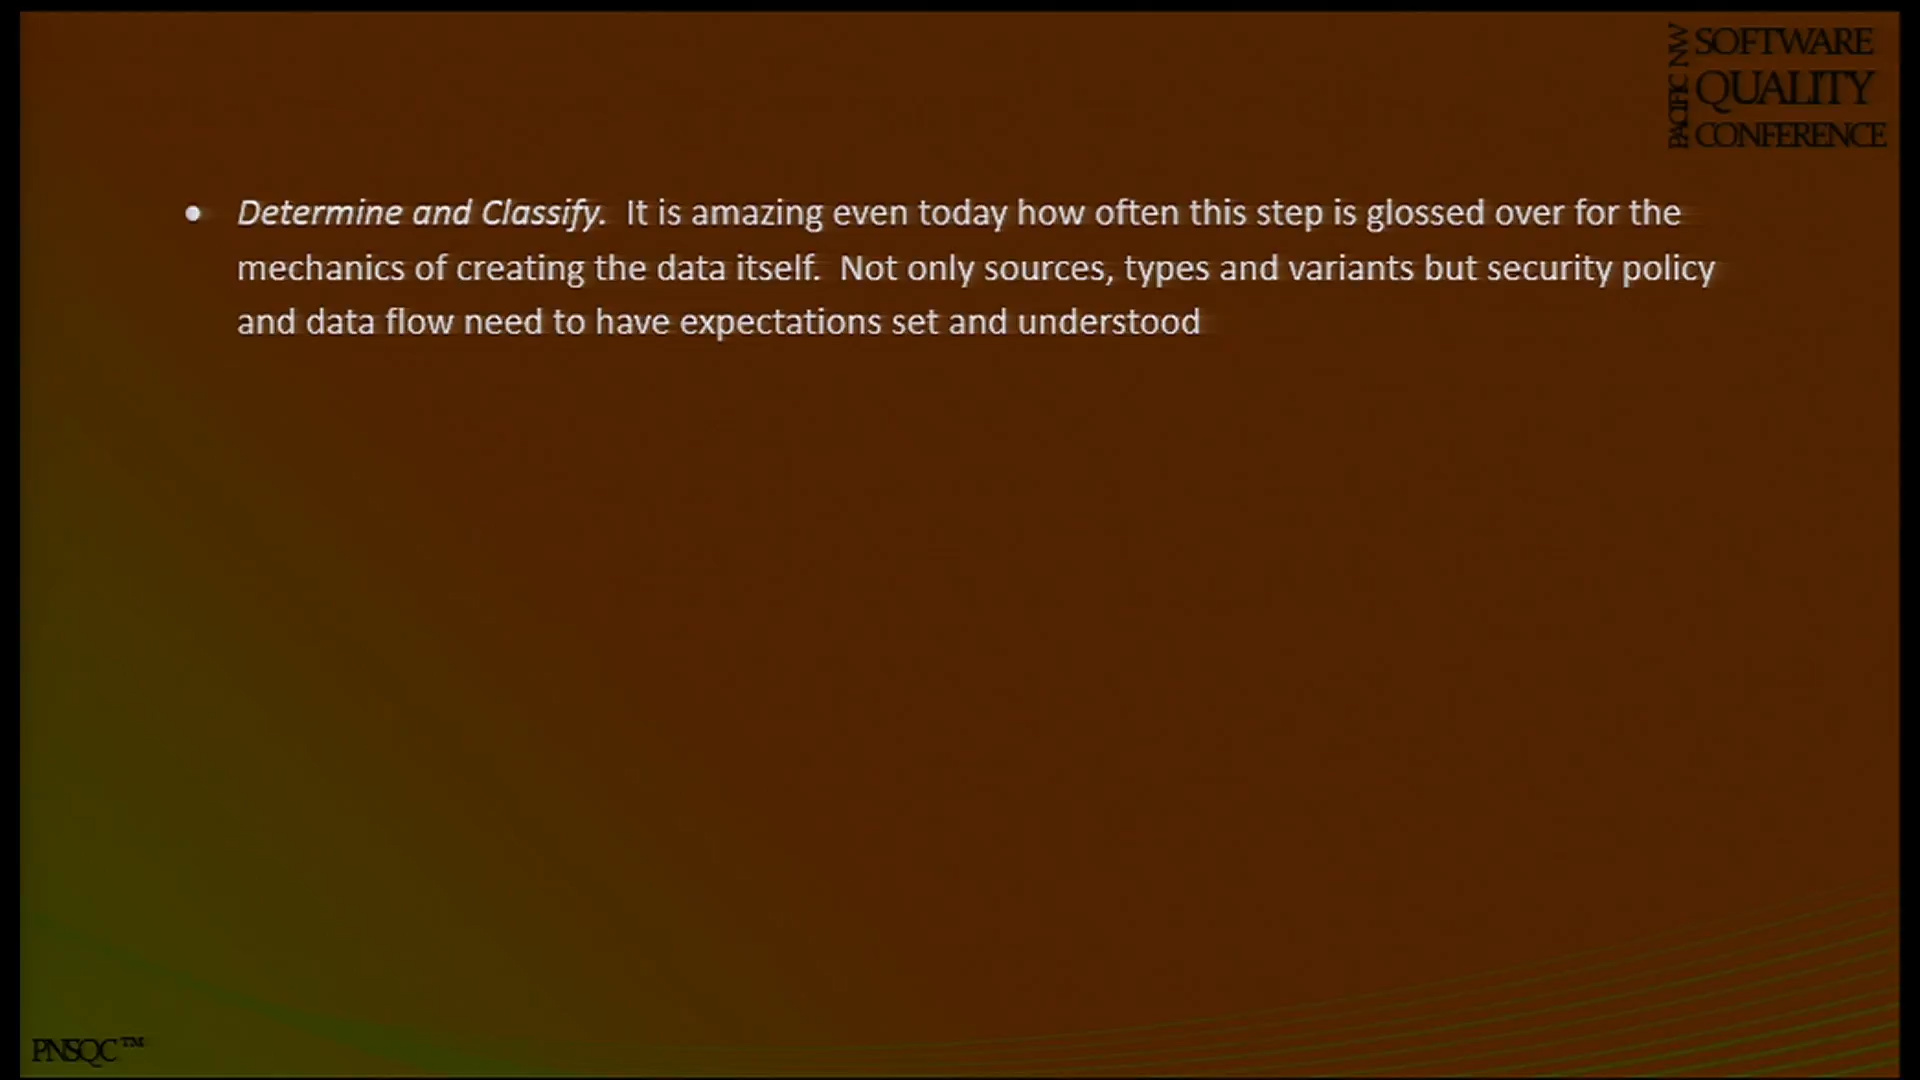 PACIFIC NW
SOFTWARE
QUALITY
CONFERENCE
• Determine and Classify. It is amazing even today how often this step is glossed over for the
mechanics of creating the data itself. Not only sources, types and variants but security policy
and data flow need to have expectations set and understood
PNSQC™